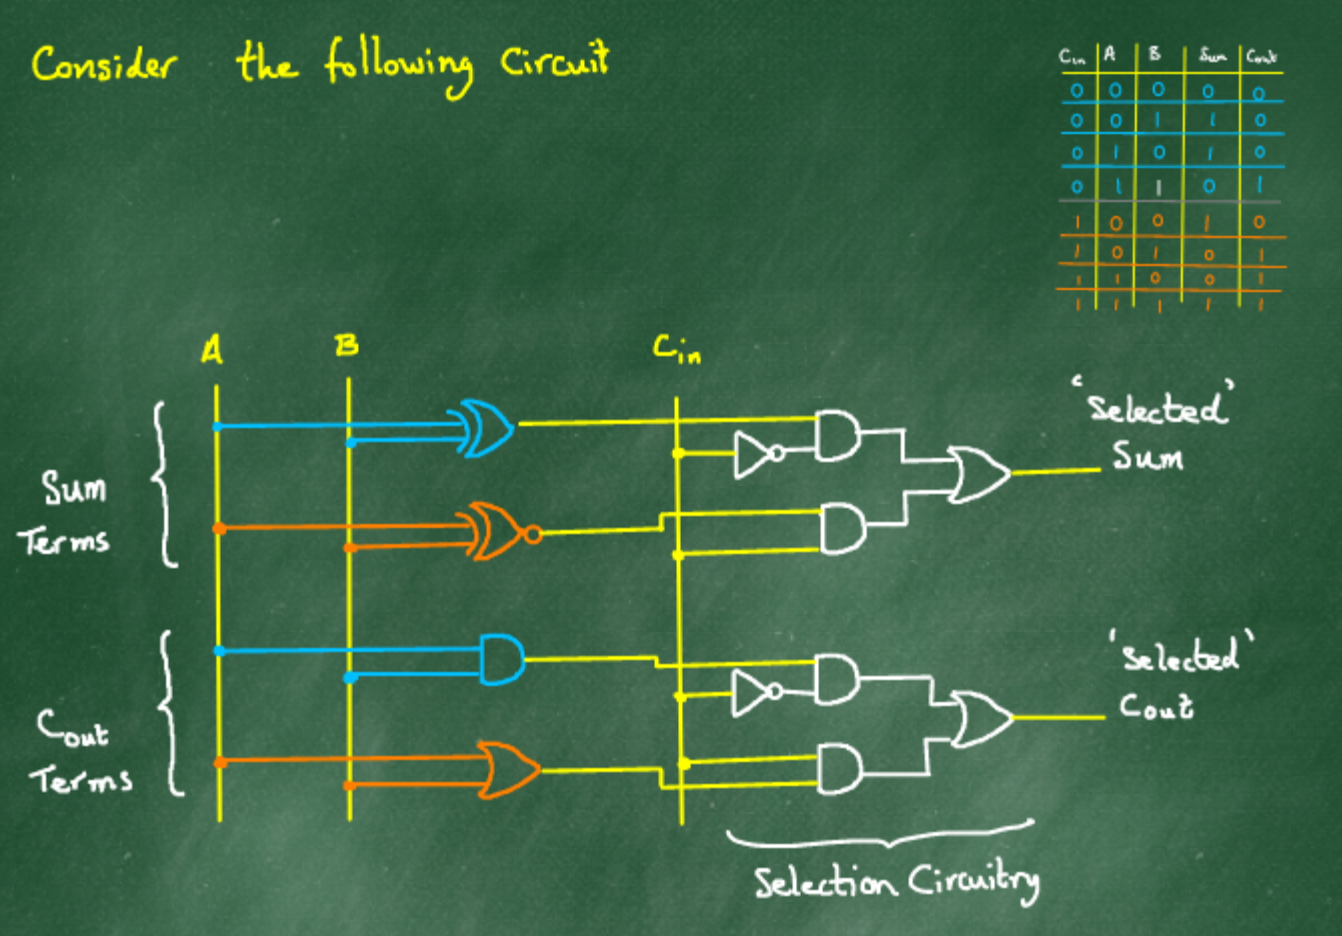 Consider the following Circuit
Cin A B Sum Cout
0 0 0 0 0
0 0 1 1 0
0 1 0 1 0
0 1 1 0 1
1 0 0 1 0
1 0 1 0 1
1 1 0 0 1
1 1 1 1 1
A B Cin
Sum
Terms
'Selected'
Sum
Cout
Terms
'Selected'
Cout
Selection Circuitry